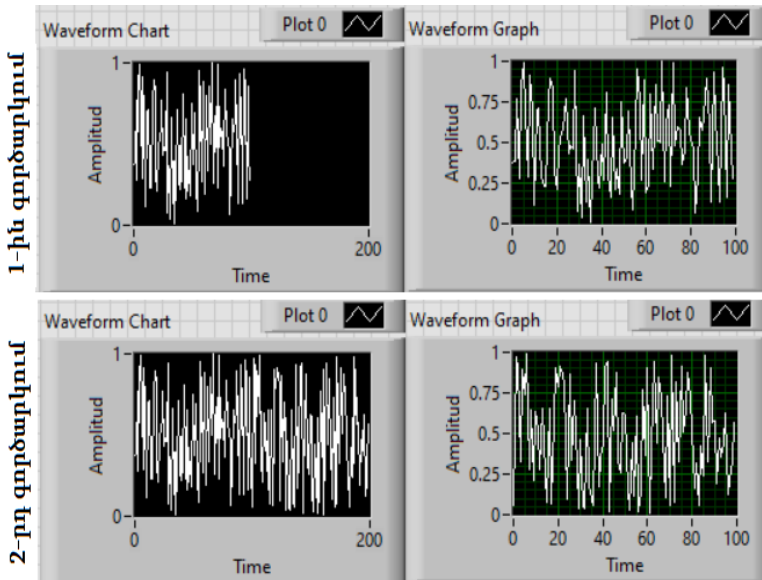 1-ին գործարկում
Waveform Chart
Plot 0
Amplitud
1
0
0
200
Time
Waveform Graph
Plot 0
Amplitud
1
0.75
0.5
0.25
0
0
20
40
60
80
100
Time
2-րդ գործարկում
Waveform Chart
Plot 0
Amplitud
1
0
0
200
Time
Waveform Graph
Plot 0
Amplitud
1
0.75
0.5
0.25
0
0
20
40
60
80
100
Time